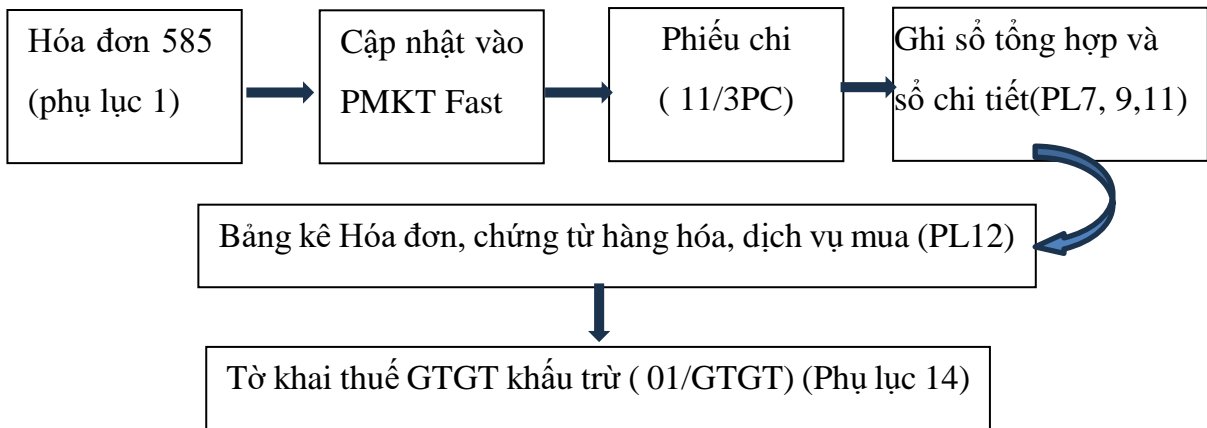 Hóa đơn 585
(phụ lục 1)
Cập nhật vào
PMKT Fast
Phiếu chi
( 11/3PC)
Ghi sổ tổng hợp và
sổ chi tiết(PL7, 9,11)
Bảng kê Hóa đơn, chứng từ hàng hóa, dịch vụ mua (PL12)
Tờ khai thuế GTGT khấu trừ ( 01/GTGT) (Phụ lục 14)